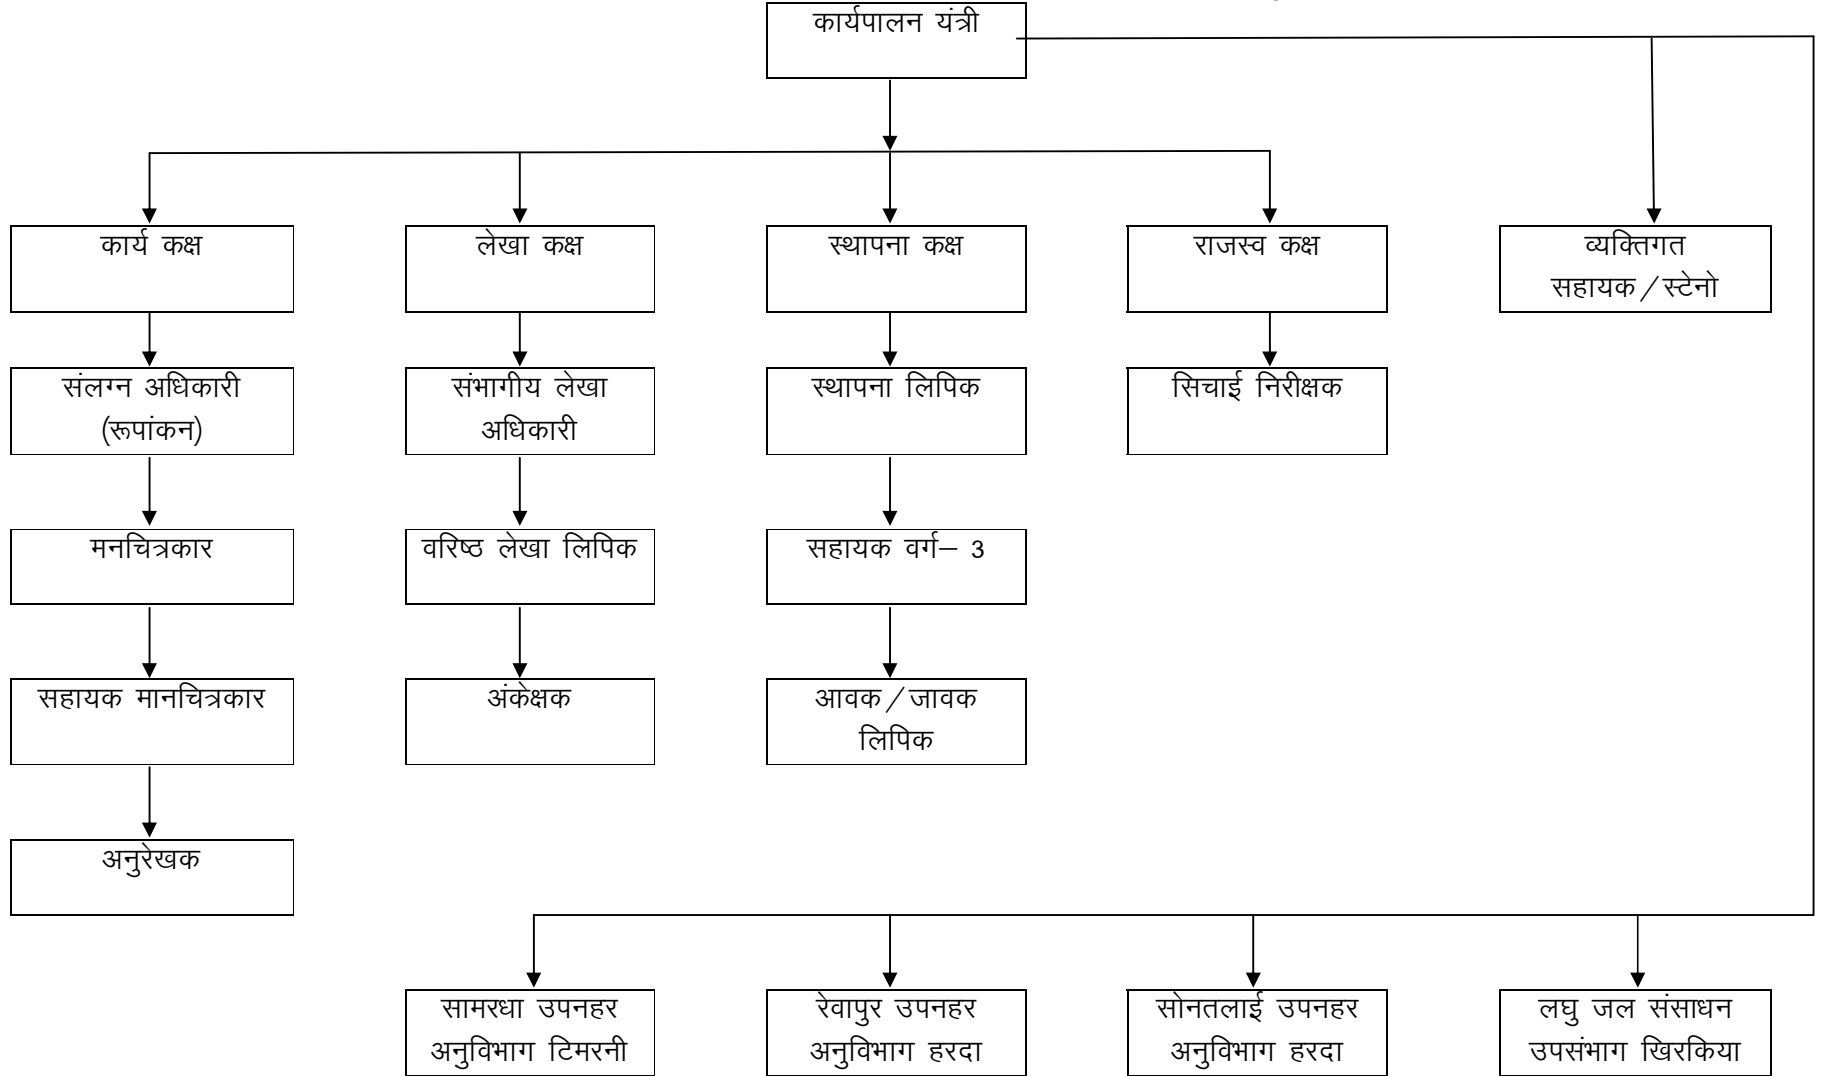 कार्यपालन यंत्री
कार्य कक्ष
लेखा कक्ष
स्थापना कक्ष
राजस्व कक्ष
व्यक्तिगत
सहायक/स्टेनो
संलग्न अधिकारी
(रूपांकन)
संभागीय लेखा
अधिकारी
स्थापना लिपिक
सिचाई निरीक्षक
मनचित्रकार
वरिष्ठ लेखा लिपिक
सहायक वर्ग– 3
सहायक मानचित्रकार
अंकेक्षक
आवक/जावक
लिपिक
अनुरेखक
सामरधा उपनहर
अनुविभाग टिमरनी
रेवापुर उपनहर
अनुविभाग हरदा
सोनतलाई उपनहर
अनुविभाग हरदा
लघु जल संसाधन
उपसंभाग खिरकिया